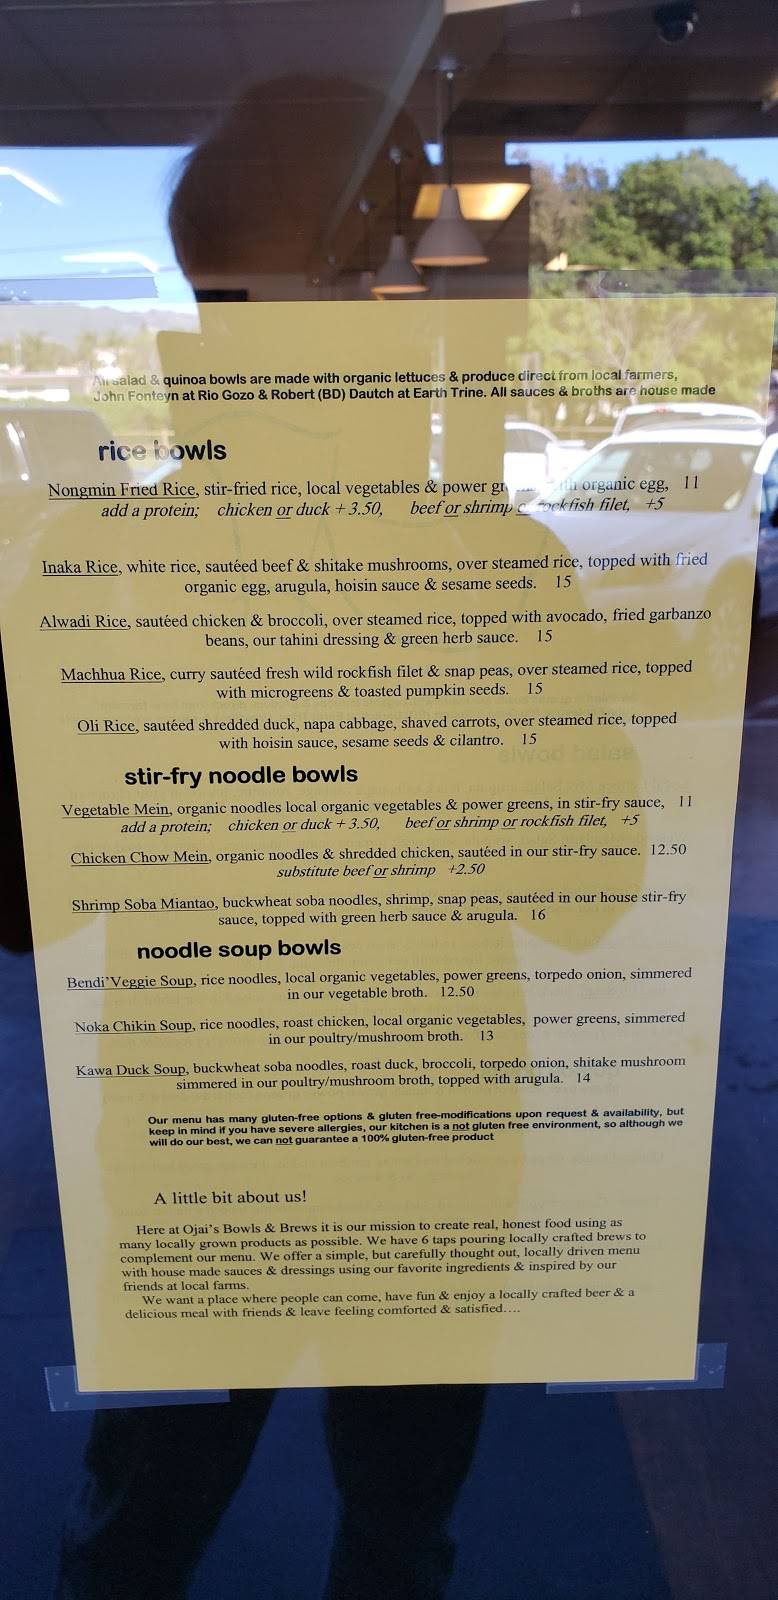 All salad & quinoa bowls are made with organic lettuces & produce direct from local farmers,
John Fonteyn at Rio Gozo & Robert (BD) Dautch at Earth Trine. All sauces & broths are house made
rice bowls
Nongmin Fried Rice, stir-fried rice, local vegetables & power organic egg, 11
add a protein; chicken or duck + 3.50, beef or shrimp or rockfish filet, +5
Inaka Rice, white rice, sautéed beef & shitake mushrooms, over steamed rice, topped with fried
organic egg, arugula, hoisin sauce & sesame seeds. 15
Alwadi Rice, sautéed chicken & broccoli, over steamed rice, topped with avocado, fried garbanzo
beans, our tahini dressing & green herb sauce. 15
Machhua Rice, curry sautéed fresh wild rockfish filet & snap peas, over steamed rice, topped
with microgreens & toasted pumpkin seeds. 15
Oli Rice, sautéed shredded duck, napa cabbage, shaved carrots, over steamed rice, topped
with hoisin sauce, sesame seeds & cilantro. 15
stir-fry noodle bowls
Vegetable Mein, organic noodles local organic vegetables & power greens, in stir-fry sauce, 11
add a protein; chicken or duck + 3.50, beef or shrimp or rockfish filet, +5
Chicken Chow Mein, organic noodles & shredded chicken, sautéed in our stir-fry sauce. 12.50
substitute beef or shrimp +2.50
Shrimp Soba Miantao, buckwheat soba noodles, shrimp, snap peas, sautéed in our house stir-fry
sauce, topped with green herb sauce & arugula. 16
noodle soup bowls
Bendi'Veggie Soup, rice noodles, local organic vegetables, power greens, torpedo onion, simmered
in our vegetable broth. 12.50
Noka Chikin Soup, rice noodles, roast chicken, local organic vegetables, power greens, simmered
in our poultry/mushroom broth. 13
Kawa Duck Soup, buckwheat soba noodles, roast duck, broccoli, torpedo onion, shitake mushroom
simmered in our poultry/mushroom broth, topped with arugula. 14
Our menu has many gluten-free options & gluten free-modifications upon request & availability, but
keep in mind if you have severe allergies, our kitchen is a not gluten free environment, so although we
will do our best, we can not guarantee a 100% gluten-free product
A little bit about us!
Here at Ojai's Bowls & Brews it is our mission to create real, honest food using as
many locally grown products as possible. We have 6 taps pouring locally crafted brews to
complement our menu. We offer a simple, but carefully thought out, locally driven menu
with house made sauces & dressings using our favorite ingredients & inspired by our
friends at local farms.
We want a place where people can come, have fun & enjoy a locally crafted beer & a
delicious meal with friends & leave feeling comforted & satisfied....